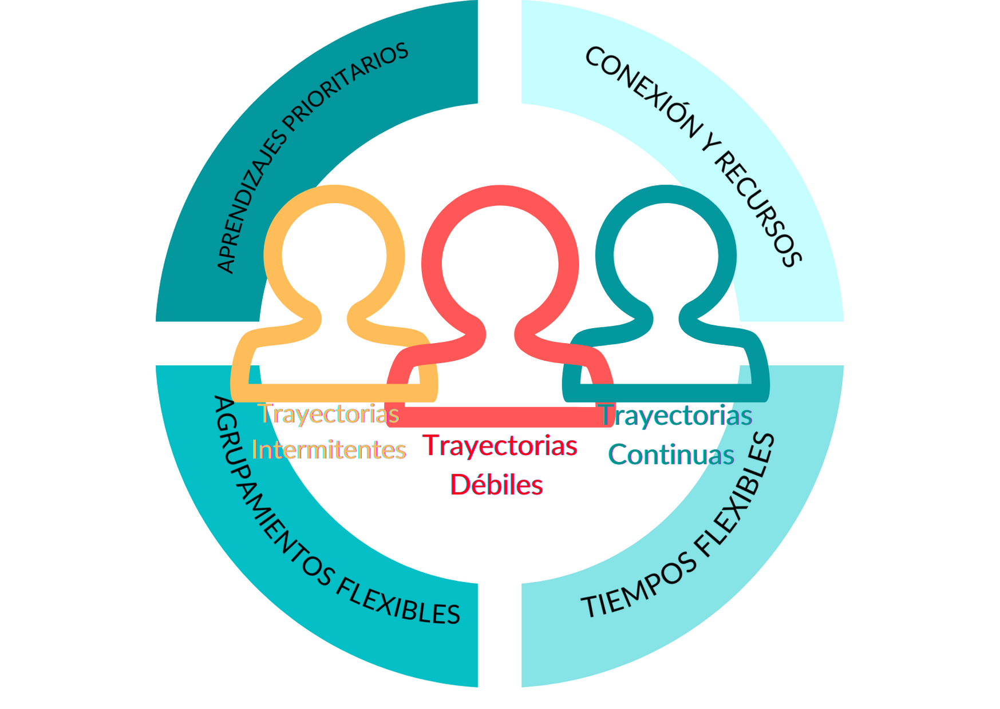 APRENDIZAJES PRIORITARIOS
CONEXIÓN Y RECURSOS
Trayectorias
Intermitentes
Trayectorias
Débiles
Trayectorias
Continuas
AGRUPAMIENTOS FLEXIBLES
TIEMPOS FLEXIBLES